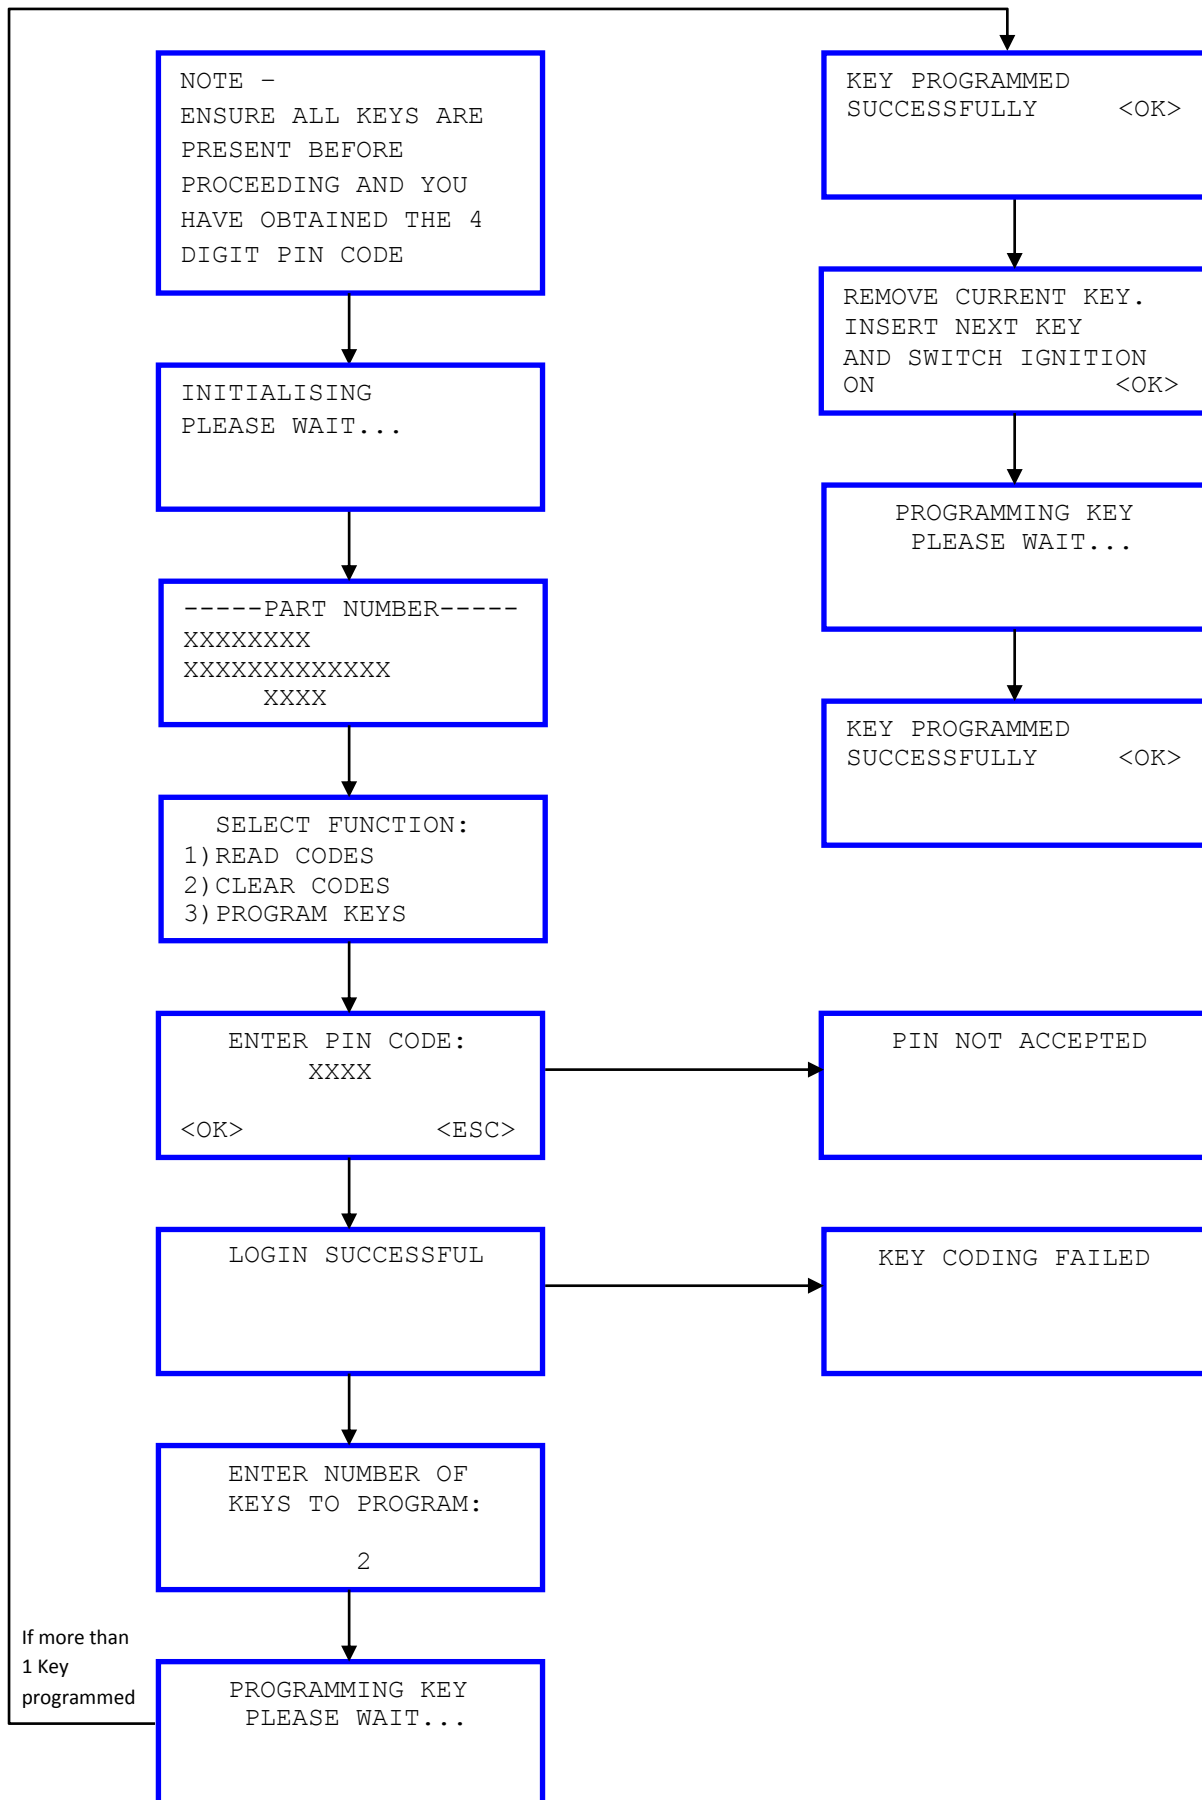 NOTE –
ENSURE ALL KEYS ARE
PRESENT BEFORE
PROCEEDING AND YOU
HAVE OBTAINED THE 4
DIGIT PIN CODE
INITIALISING
PLEASE WAIT...
-----PART NUMBER-----
XXXXXXXX
XXXXXXXXXXXXX
XXXX
SELECT FUNCTION:
1)READ CODES
2)CLEAR CODES
3)PROGRAM KEYS
ENTER PIN CODE:
XXXX
<OK> <ESC>
LOGIN SUCCESSFUL
ENTER NUMBER OF
KEYS TO PROGRAM:
2
If more than
1 Key
programmed
PROGRAMMING KEY
PLEASE WAIT...
KEY PROGRAMMED
SUCCESSFULLY <OK>
REMOVE CURRENT KEY.
INSERT NEXT KEY
AND SWITCH IGNITION
ON <OK>
PROGRAMMING KEY
PLEASE WAIT...
KEY PROGRAMMED
SUCCESSFULLY <OK>
PIN NOT ACCEPTED
KEY CODING FAILED